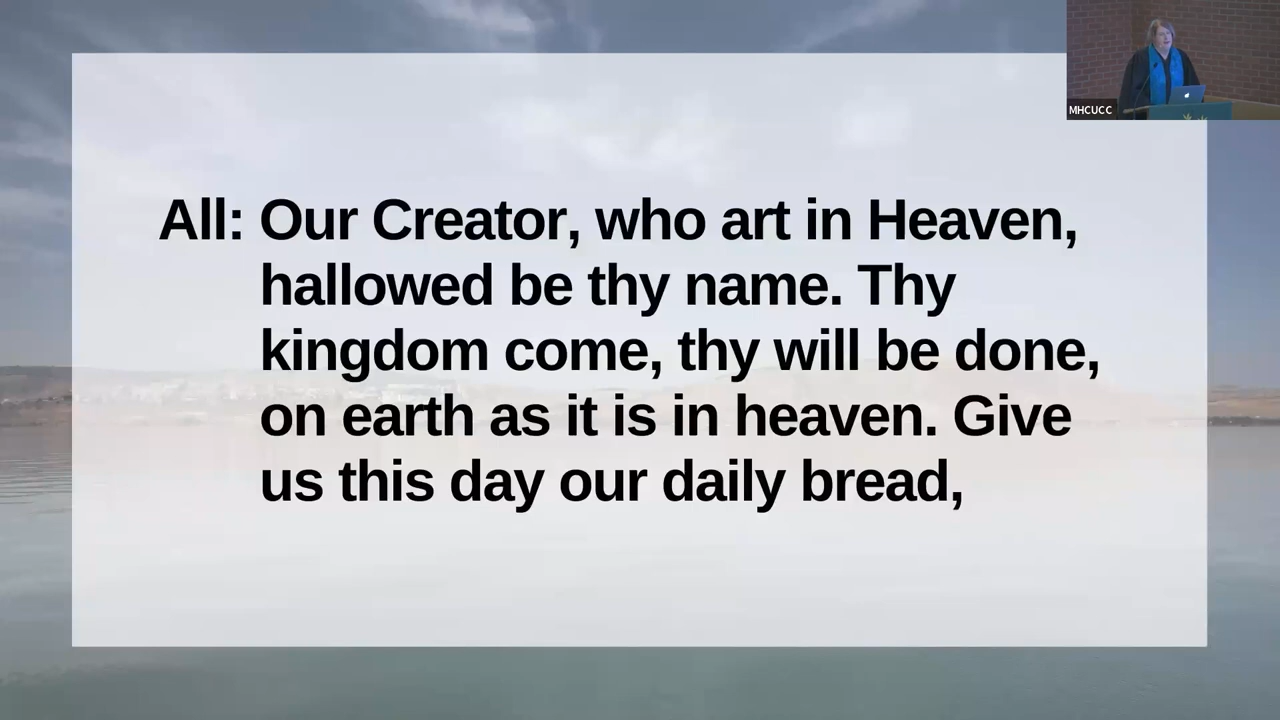 MHCUCC
All: Our Creator, who art in Heaven,
hallowed be thy name. Thy
kingdom come, thy will be done,
on earth as it is in heaven. Give
us this day our daily bread,